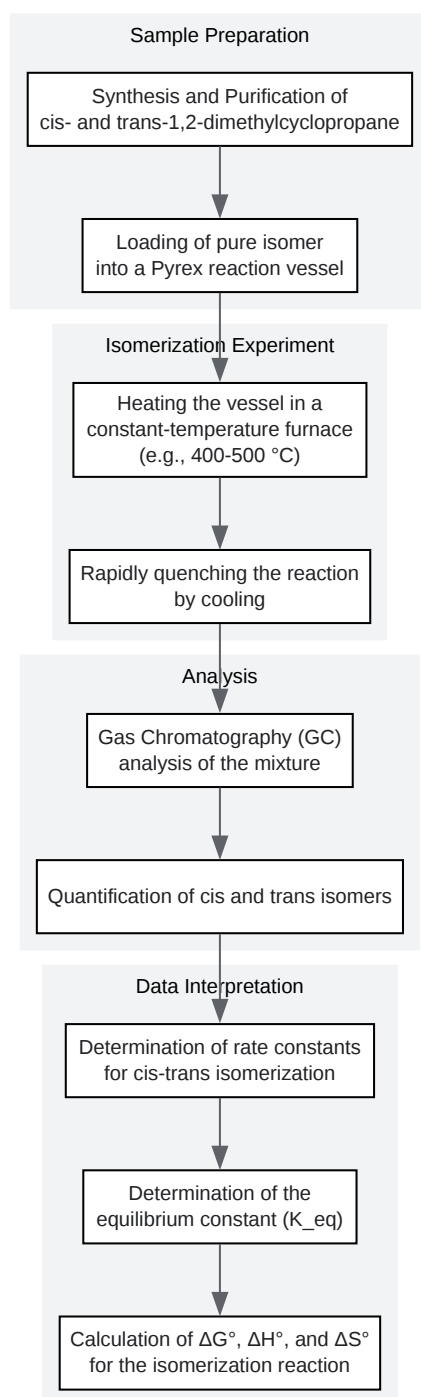 Sample Preparation
Synthesis and Purification of
cis- and trans-1,2-dimethylcyclopropane
Loading of pure isomer
into a Pyrex reaction vessel
Isomerization Experiment
Heating the vessel in a
constant-temperature furnace
(e.g., 400-500 °C)
Rapidly quenching the reaction
by cooling
Analysis
Gas Chromatography (GC)
analysis of the mixture
Quantification of cis and trans isomers
Data Interpretation
Determination of rate constants
for cis-trans isomerization
Determination of the
equilibrium constant (K_eq)
Calculation of ΔG°, ΔH°, and ΔS°
for the isomerization reaction